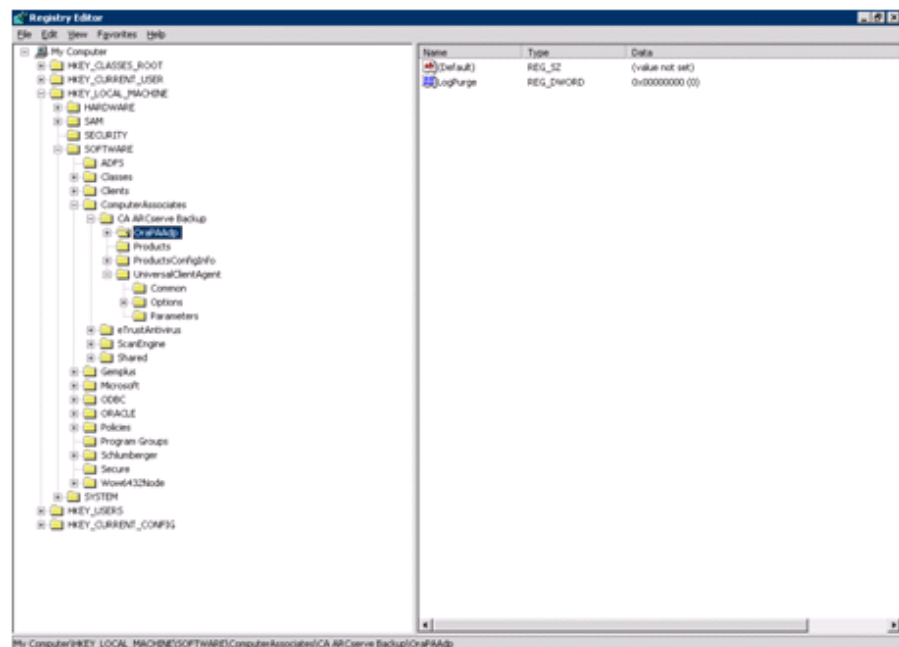 Registry Editor
File Edit View Favorites Help
My Computer
HKEY_CLASSES_ROOT
HKEY_CURRENT_USER
HKEY_LOCAL_MACHINE
HARDWARE
SAM
SECURITY
SOFTWARE
ADFS
Classes
Clients
ComputerAssociates
CA ARCserve Backup
OraPAAdp
Products
ProductsConfigInfo
UniversalClientAgent
Common
Options
Parameters
eTrustAntivirus
ScanEngine
Shared
Gemplus
Microsoft
ODBC
ORACLE
Policies
Program Groups
Schlumberger
Secure
Wow6432Node
SYSTEM
HKEY_USERS
HKEY_CURRENT_CONFIG
Name Type Data
ab (Default) REG_SZ (value not set)
LogPurge REG_DWORD 0x00000000 (0)
My Computer\HKEY_LOCAL_MACHINE\SOFTWARE\ComputerAssociates\CA ARCserve Backup\OraPAAdp